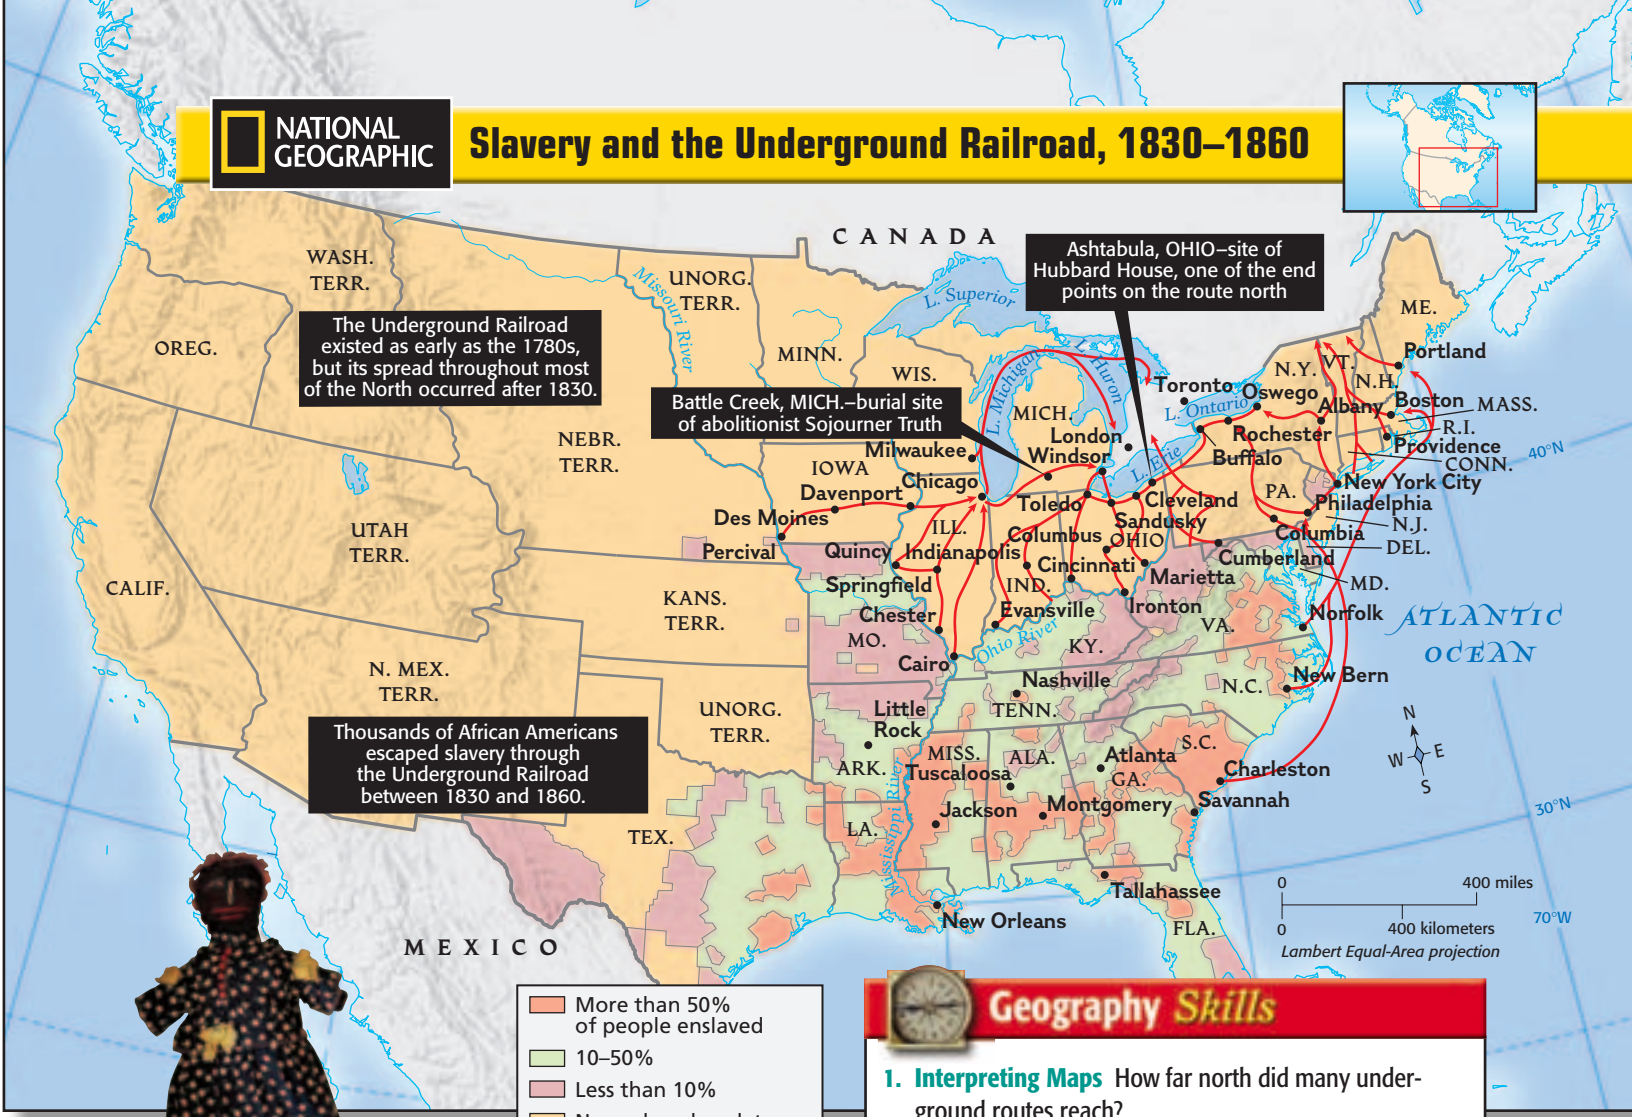 NATIONAL
GEOGRAPHIC
Slavery and the Underground Railroad, 1830–1860
CANADA
Ashtabula, OHIO–site of
Hubbard House, one of the end
points on the route north
WASH.
TERR.
UNORG.
TERR.
Missouri River
L. Superior
ME.
The Underground Railroad
existed as early as the 1780s,
but its spread throughout most
of the North occurred after 1830.
OREG.
MINN.
WIS.
L. Michigan
L. Huron
N.Y.
VT.
N.H.
Portland
Battle Creek, MICH.–burial site
of abolitionist Sojourner Truth
MICH.
Toronto
Oswego
L. Ontario
Albany
Boston
MASS.
R.I.
NEBR.
TERR.
Milwaukee
London
Windsor
L. Erie
Rochester
Buffalo
Providence
CONN.
40°N
IOWA
Davenport
Chicago
Toledo
Cleveland
PA.
New York City
Philadelphia
UTAH
TERR.
Des Moines
ILL.
Columbus
Sandusky
OHIO
Columbia
N.J.
DEL.
Percival
Quincy
Indianapolis
Cincinnati
Cumberland
CALIF.
Springfield
IND.
Marietta
MD.
KANS.
TERR.
Chester
Evansville
Ironton
VA.
Norfolk
ATLANTIC
OCEAN
MO.
Ohio River
KY.
Cairo
N. MEX.
TERR.
Nashville
N.C.
New Bern
UNORG.
TERR.
Little
Rock
TENN.
N
W
E
S
Thousands of African Americans
escaped slavery through
the Underground Railroad
between 1830 and 1860.
ARK.
MISS.
Tuscaloosa
ALA.
Atlanta
GA.
S.C.
Charleston
Mississippi River
Jackson
Montgomery
Savannah
30°N
TEX.
LA.
Tallahassee
0
400 miles
New Orleans
FLA.
70°W
0
400 kilometers
Lambert Equal-Area projection
MEXICO
More than 50%
of people enslaved
10–50%
Less than 10%
Geography Skills
1. Interpreting Maps How far north did many under-
ground routes reach?